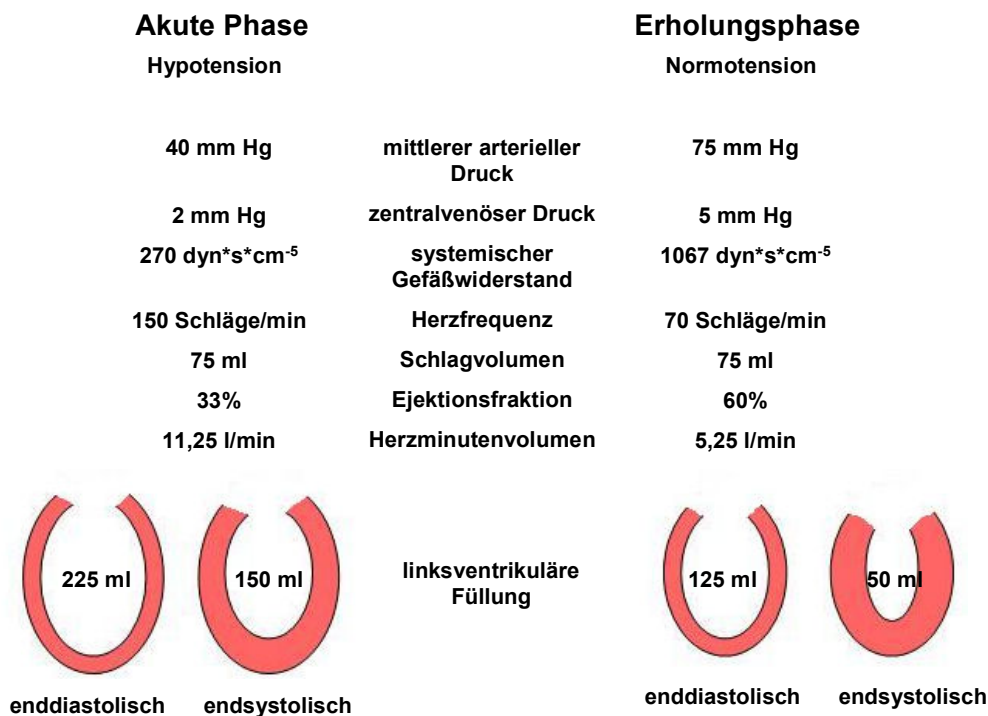 Akute Phase
Erholungsphase
Hypotension
Normotension
40 mm Hg
mittlerer arterieller
Druck
75 mm Hg
2 mm Hg
zentralvenöser Druck
5 mm Hg
270 dyn*s*cm-5
systemischer
Gefäßwiderstand
1067 dyn*s*cm-5
150 Schläge/min
Herzfrequenz
70 Schläge/min
75 ml
Schlagvolumen
75 ml
33%
Ejektionsfraktion
60%
11,25 l/min
Herzminutenvolumen
5,25 l/min
225 ml
150 ml
linksventrikuläre
Füllung
125 ml
50 ml
enddiastolisch
endsystolisch
enddiastolisch
endsystolisch